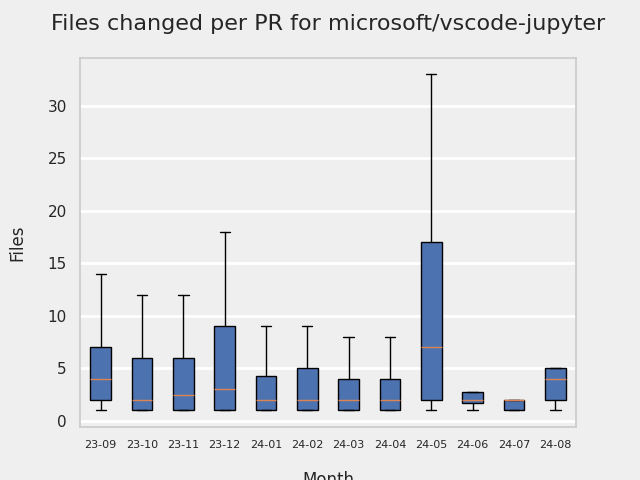 Files changed per PR for microsoft/vscode-jupyter
30
25
20
15
10
5
0
Files
23-09 23-10 23-11 23-12 24-01 24-02 24-03 24-04 24-05 24-06 24-07 24-08
Month